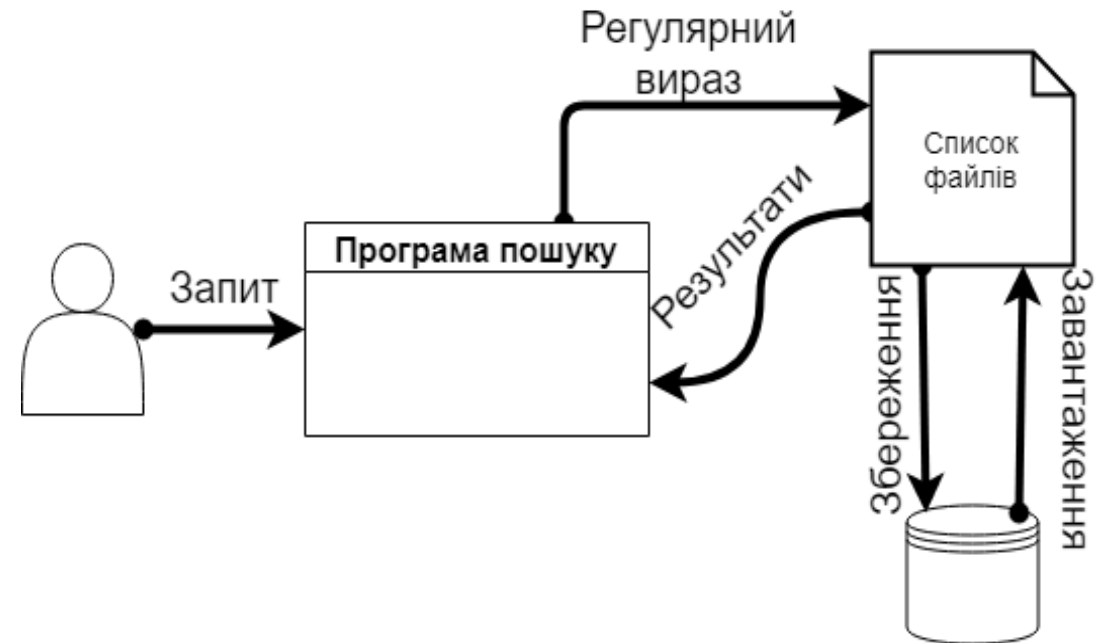 Регулярний
вираз
Список
файлів
Результати
Програма пошуку
Запит
Збереження
Завантаження